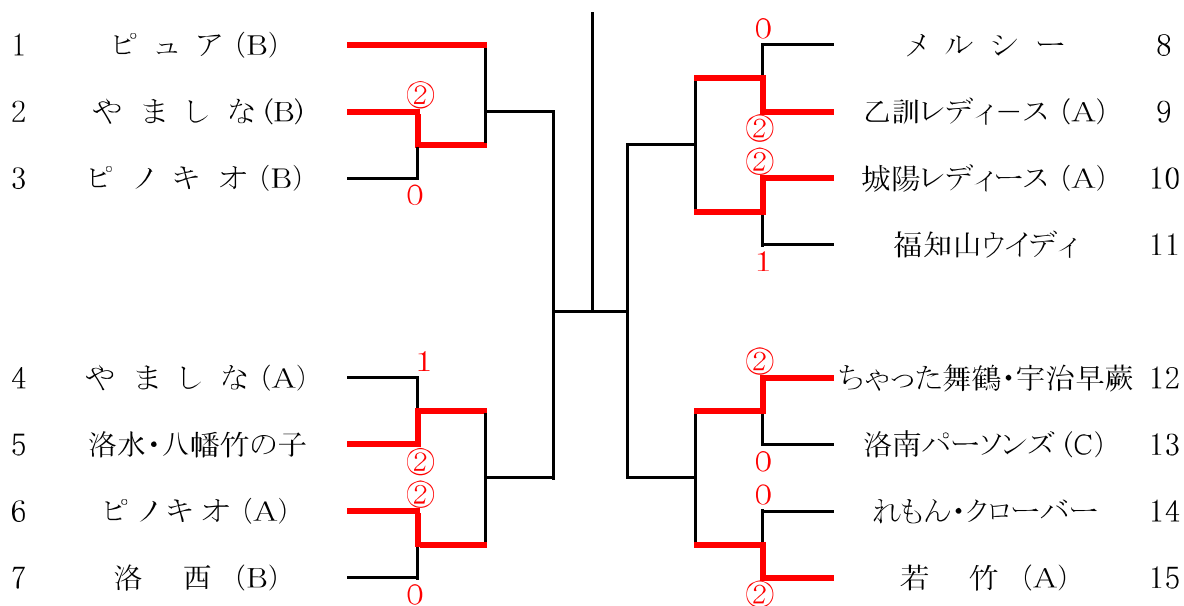 1 ピュア(B)
②
2 やましな(B)
3 ピノキオ(B)
0
1
4 やましな(A)
5 洛水・八幡竹の子
②
②
6 ピノキオ(A)
7 洛西(B)
0
0
メルシー 8
乙訓レディース(A) 9
②
②
城陽レディース(A) 10
福知山ウイディ 11
1
②
ちゃった舞鶴・宇治早蕨 12
洛南パーソンズ(C) 13
0
0
れもん・クローバー 14
若竹(A) 15
②